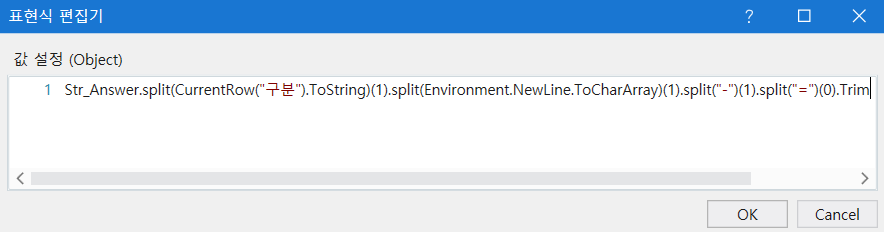 표현식 편집기
값 설정 (Object)
1 Str_Answer.split(CurrentRow("구분").ToString)(1).split(Environment.NewLine.ToCharArray)(1).split("-")(1).split("=")(0).Trim
OK Cancel